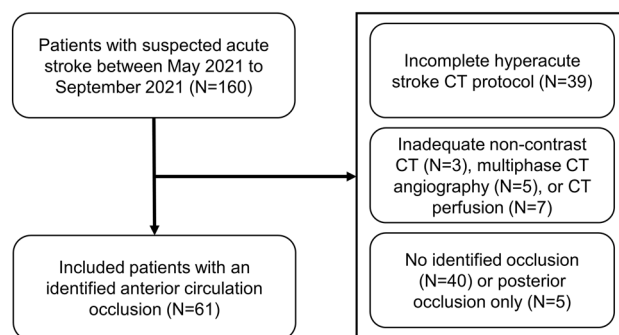 Patients with suspected acute
stroke between May 2021 to
September 2021 (N=160)
Incomplete hyperacute
stroke CT protocol (N=39)
Inadequate non-contrast
CT (N=3), multiphase CT
angiography (N=5), or CT
perfusion (N=7)
Included patients with an
identified anterior circulation
occlusion (N=61)
No identified occlusion
(N=40) or posterior
occlusion only (N=5)